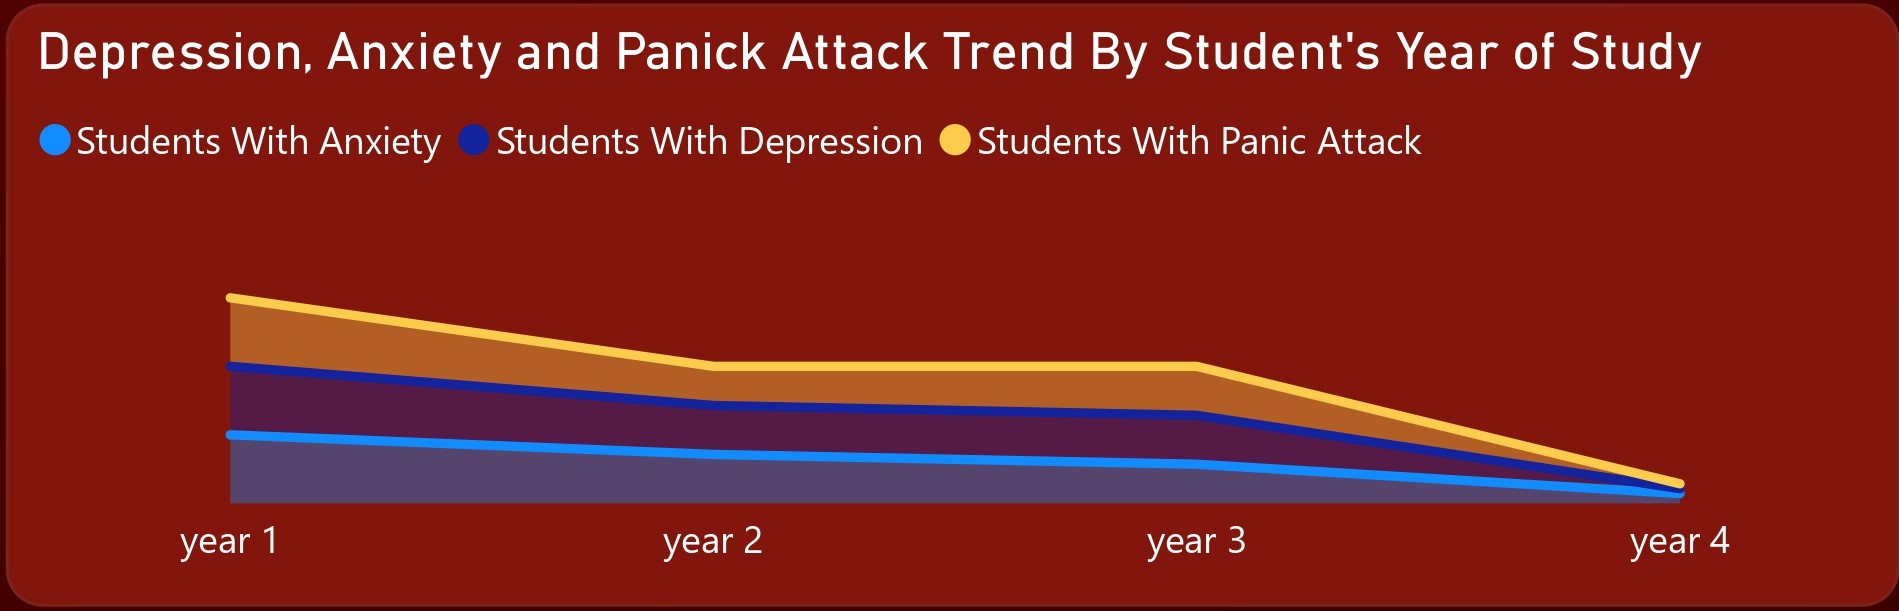 Depression, Anxiety and Panick Attack Trend By Student's Year of Study
Students With Anxiety Students With Depression Students With Panic Attack
year 1 year 2 year 3 year 4